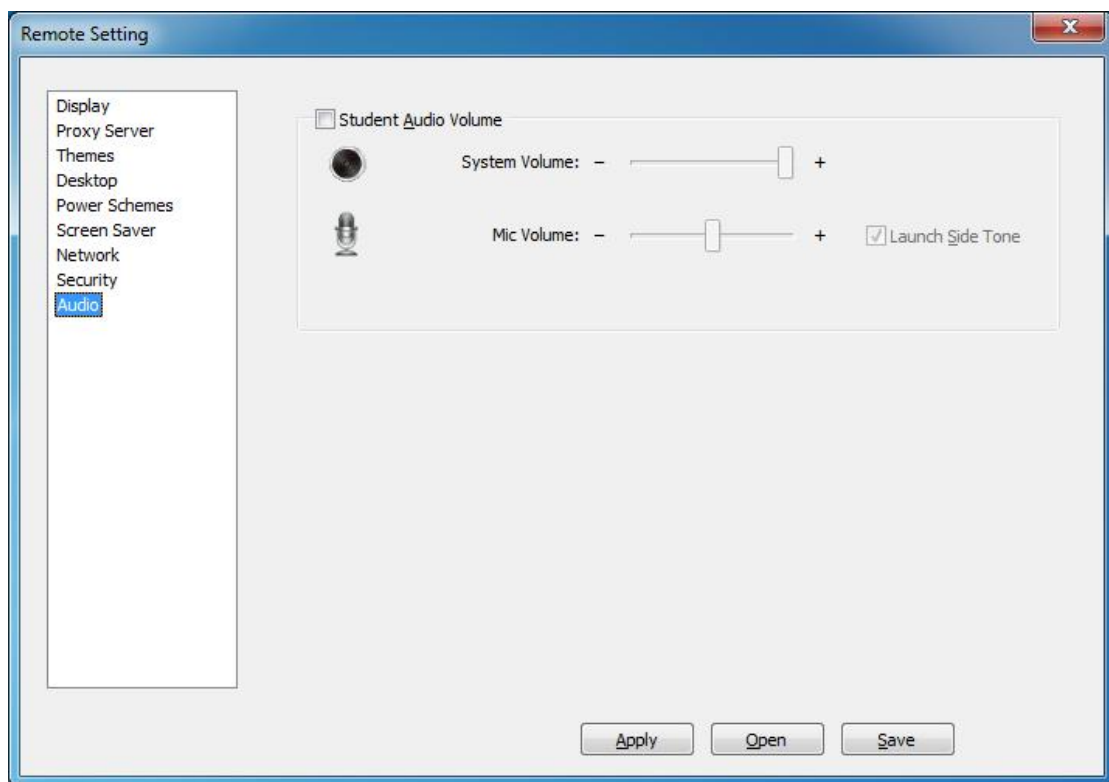 Remote Setting
Display
Proxy Server
Themes
Desktop
Power Schemes
Screen Saver
Network
Security
Audio
Student Audio Volume
System Volume: – +
Mic Volume: – + Launch Side Tone
Apply Open Save